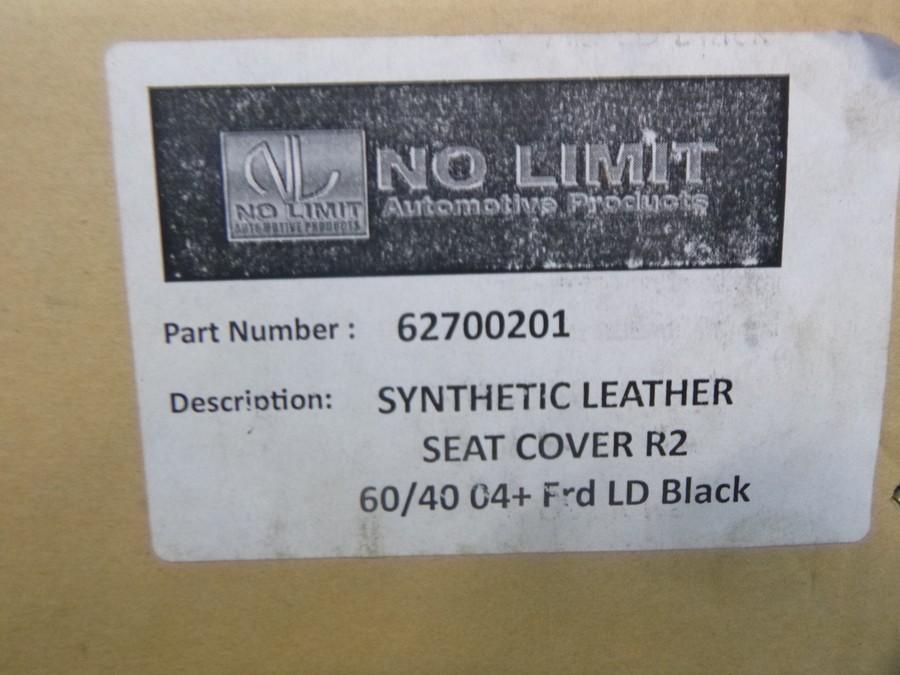 NO LIMIT
AUTOMOTIVE PRODUCTS
NO LIMIT
Automotive Products
Part Number : 62700201
Description: SYNTHETIC LEATHER
SEAT COVER R2
60/40 04+ Frd LD Black